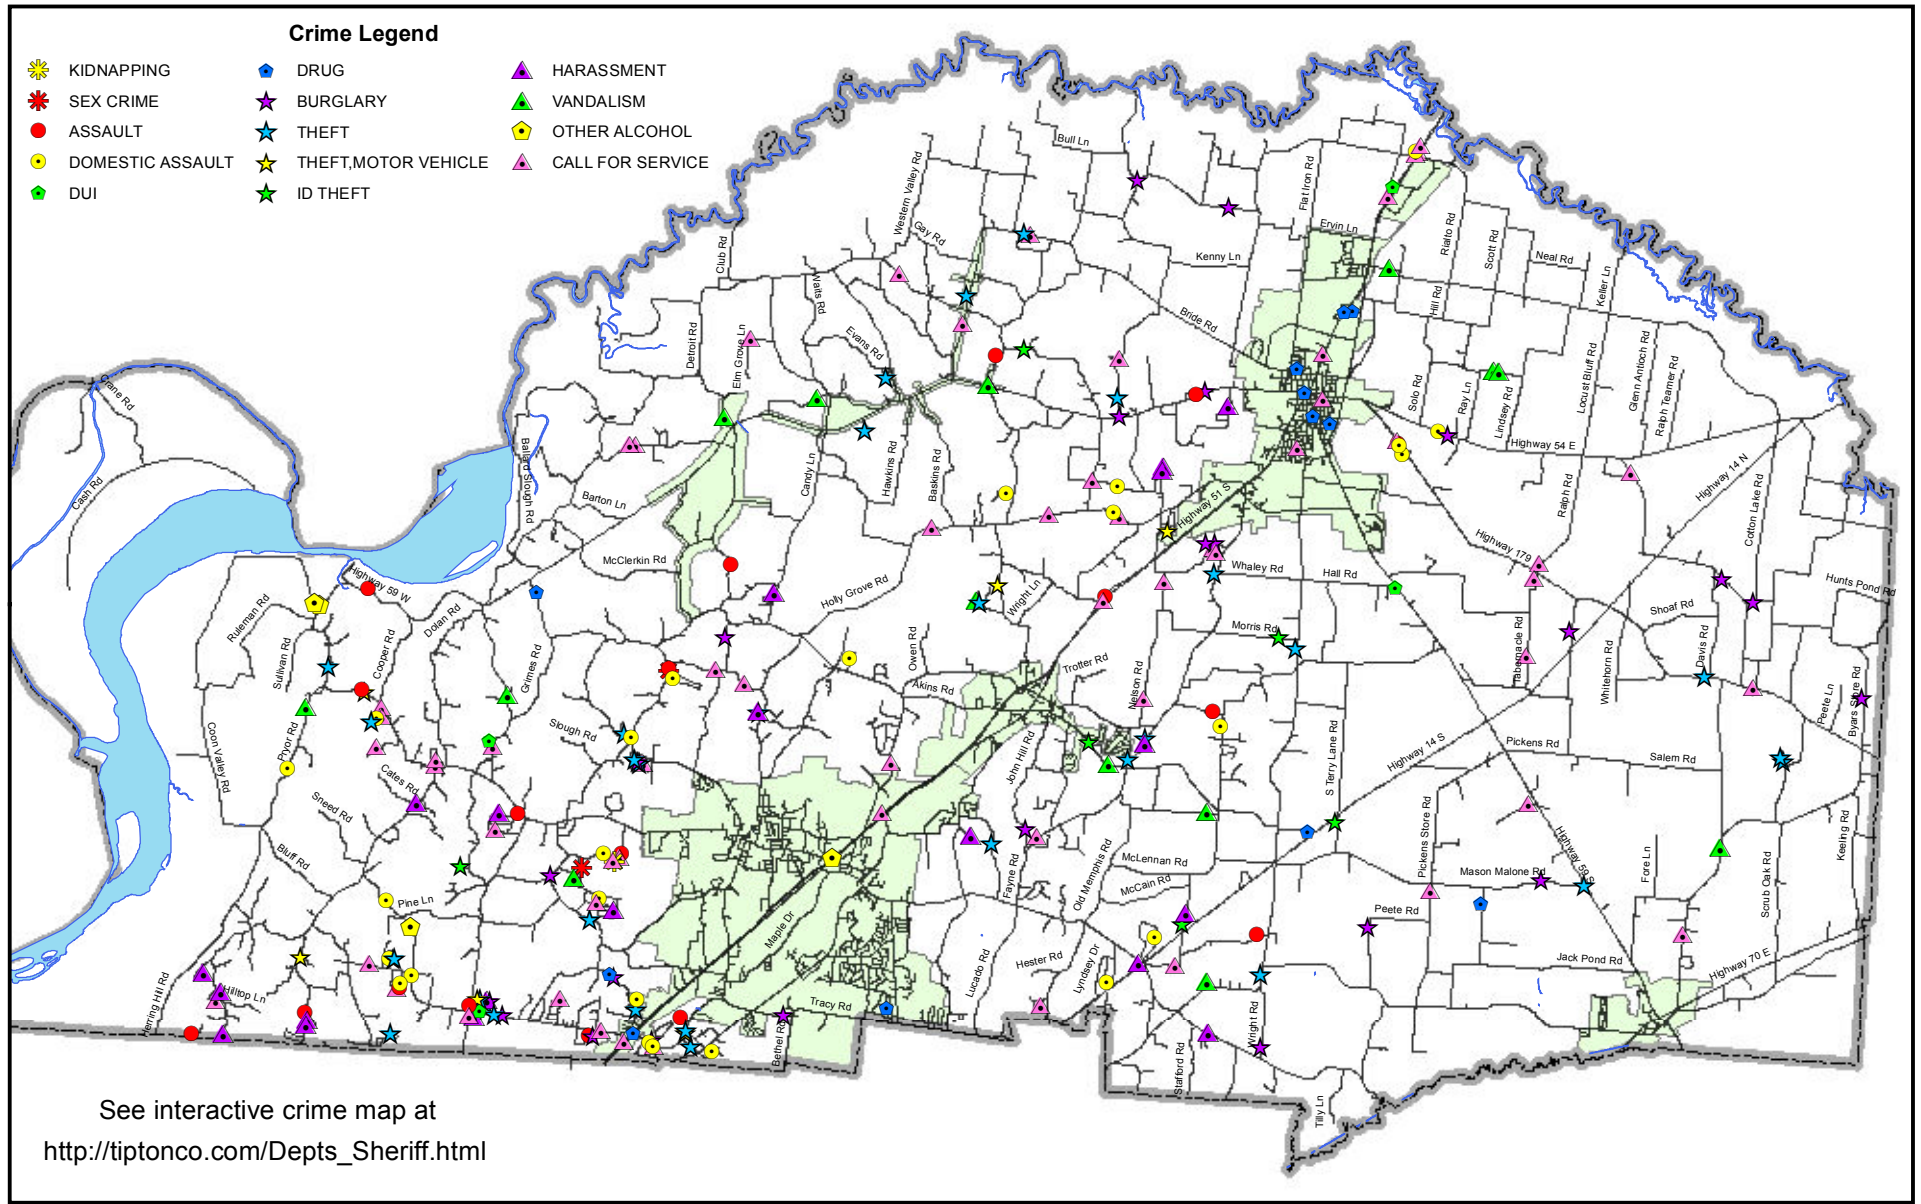 Crime Legend
KIDNAPPING
SEX CRIME
ASSAULT
DOMESTIC ASSAULT
DUI
DRUG
BURGLARY
THEFT
THEFT,MOTOR VEHICLE
ID THEFT
HARASSMENT
VANDALISM
OTHER ALCOHOL
CALL FOR SERVICE
Bull Ln
Western Valley Rd
Gay Rd
Flat Iron Rd
Ervin Ln
Rialto Rd
Scott Rd
Neal Rd
Keller Ln
Kenny Ln
Club Rd
Waits Rd
Hill Rd
Bride Rd
Detroit Rd
Elm Grove Ln
Evans Rd
Glenn Antioch Rd
Locust Bluff Rd
Ralph Teamer Rd
Solo Rd
Ray Ln
Lindsey Rd
Crane Rd
Cash Rd
Ballard Slough Rd
Barton Ln
Candy Ln
Hawkins Rd
Baskins Rd
Highway 54 E
Highway 14 N
Cotton Lake Rd
Ralph Rd
Highway 51 S
Highway 179
McClerkin Rd
Highway 59 W
Holly Grove Rd
Wright Ln
Whaley Rd
Hall Rd
Hunts Pond Rd
Shoaf Rd
Ruleman Rd
Dolan Rd
Cooper Rd
Sullivan Rd
Grimes Rd
Owen Rd
Morris Rd
Tabernacle Rd
Whitehorn Rd
Davis Rd
Trotter Rd
Akins Rd
Nelson Rd
Peete Ln
Byars Store Rd
Pryor Rd
Coon Valley Rd
Slough Rd
John Hill Rd
S Terry Lane Rd
Highway 14 S
Pickens Rd
Salem Rd
Cates Rd
Sneed Rd
Bluff Rd
Pickens Store Rd
Highway 59 S
Keeling Rd
McLennan Rd
McCain Rd
Old Memphis Rd
Fayne Rd
Mason Malone Rd
Fore Ln
Scrub Oak Rd
Pine Ln
Maple Dr
Peete Rd
Hester Rd
Lyndsey Dr
Lucado Rd
Jack Pond Rd
Highway 70 E
Herring Hill Rd
Hilltop Ln
Tracy Rd
Bethel Rd
Wright Rd
Stafford Rd
Tilly Ln
See interactive crime map at
http://tiptonco.com/Depts_Sheriff.html